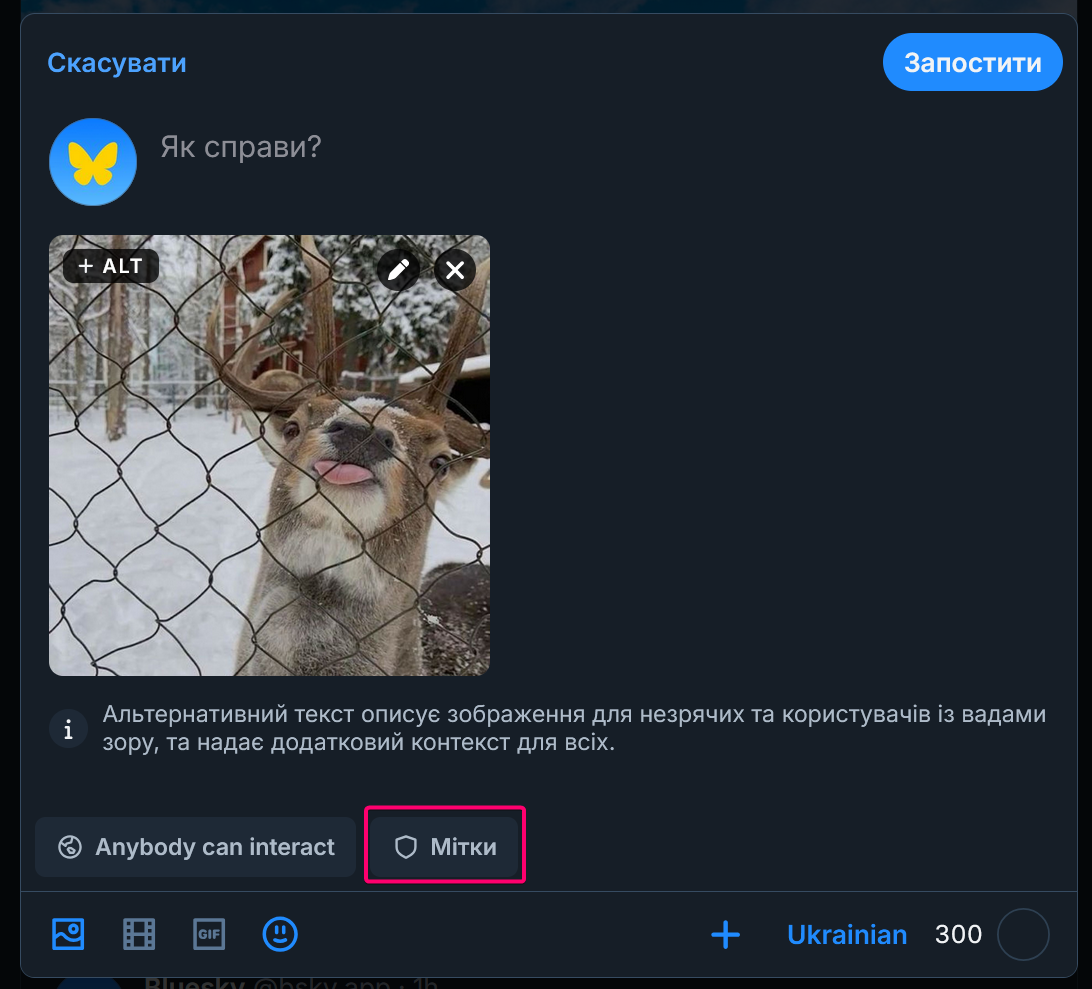 Скасувати
Запостити
Як справи?
+ ALT
Альтернативний текст описує зображення для незрячих та користувачів із вадами
зору, та надає додатковий контекст для всіх.
Anybody can interact
Мітки
GIF
Ukrainian
300
Bluesky @bsky.app · 1h